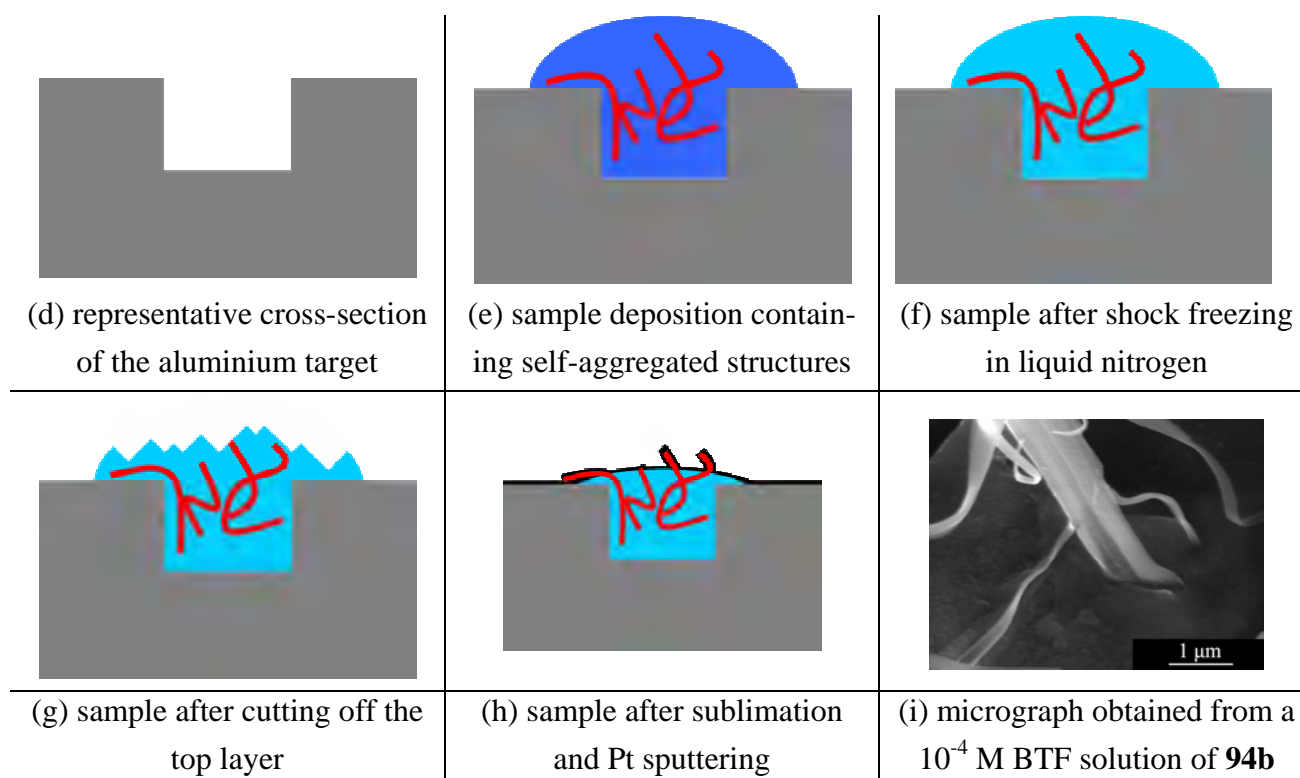 (d) representative cross-section
of the aluminium target
(e) sample deposition contain-
ing self-aggregated structures
(f) sample after shock freezing
in liquid nitrogen
1 μm
(g) sample after cutting off the
top layer
(h) sample after sublimation
and Pt sputtering
(i) micrograph obtained from a
10⁻⁴ M BTF solution of 94b